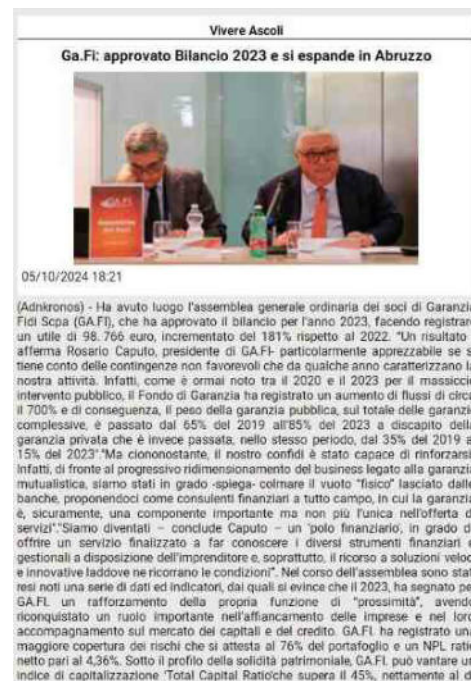 Vivere Ascoli
Ga.Fi: approvato Bilancio 2023 e si espande in Abruzzo
GA.FI.
Assemblea
dei Soci
05/10/2024 18:21
(Adnkronos) - Ha avuto luogo l'assemblea generale ordinaria dei soci di Garanzia
Fidi Scpa (GA.FI), che ha approvato il bilancio per l'anno 2023, facendo registrare
un utile di 98. 766 euro, incrementato del 181% rispetto al 2022. "Un risultato -
afferma Rosario Caputo, presidente di GA.FI- particolarmente apprezzabile se si
tiene conto delle contingenze non favorevoli che da qualche anno caratterizzano la
nostra attività. Infatti, come è ormai noto tra il 2020 e il 2023 per il massiccio
intervento pubblico, il Fondo di Garanzia ha registrato un aumento di flussi di circa
il 700% e di conseguenza, il peso della garanzia pubblica, sul totale delle garanzie
complessive, è passato dal 65% del 2019 all'85% del 2023 a discapito della
garanzia privata che è invece passata, nello stesso periodo, dal 35% del 2019 al
15% del 2023"."Ma ciononostante, il nostro confidi è stato capace di rinforzarsi.
Infatti, di fronte al progressivo ridimensionamento del business legato alla garanzia
mutualistica, siamo stati in grado -spiega- colmare il vuoto "fisico" lasciato dalle
banche, proponendoci come consulenti finanziari a tutto campo, in cui la garanzia
è, sicuramente, una componente importante ma non più l'unica nell'offerta di
servizi"."Siamo diventati – conclude Caputo – un 'polo finanziario', in grado di
offrire un servizio finalizzato a far conoscere i diversi strumenti finanziari e
gestionali a disposizione dell'imprenditore e, soprattutto, il ricorso a soluzioni veloci
e innovative laddove ne ricorrano le condizioni". Nel corso dell'assemblea sono stati
resi noti una serie di dati ed indicatori, dai quali si evince che il 2023, ha segnato per
GA.FI. un rafforzamento della propria funzione di "prossimità", avendo
riconquistato un ruolo importante nell'affiancamento delle imprese e nel loro
accompagnamento sul mercato dei capitali e del credito. GA.FI. ha registrato una
maggiore copertura dei rischi che si attesta al 76% del portafoglio e un NPL ratio
netto pari al 4,36%. Sotto il profilo della solidità patrimoniale, GA.FI. può vantare un
indice di capitalizzazione 'Total Capital Ratio'che supera il 45%, nettamente al di